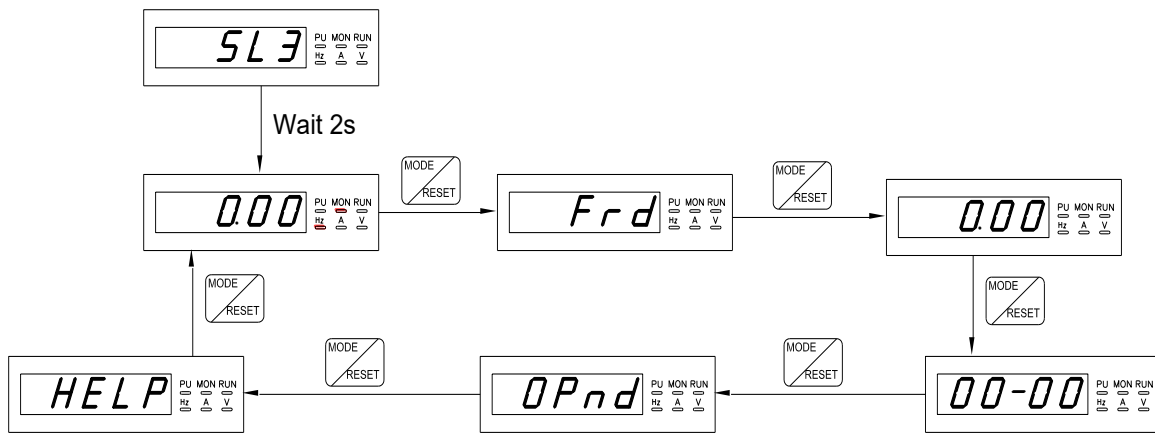 SL3
PU MON RUN
Hz A V
Wait 2s
0.00
PU MON RUN
Hz A V
MODE
RESET
Frd
PU MON RUN
Hz A V
MODE
RESET
0.00
PU MON RUN
Hz A V
MODE
RESET
00-00
PU MON RUN
Hz A V
MODE
RESET
OPnd
PU MON RUN
Hz A V
MODE
RESET
HELP
PU MON RUN
Hz A V
MODE
RESET